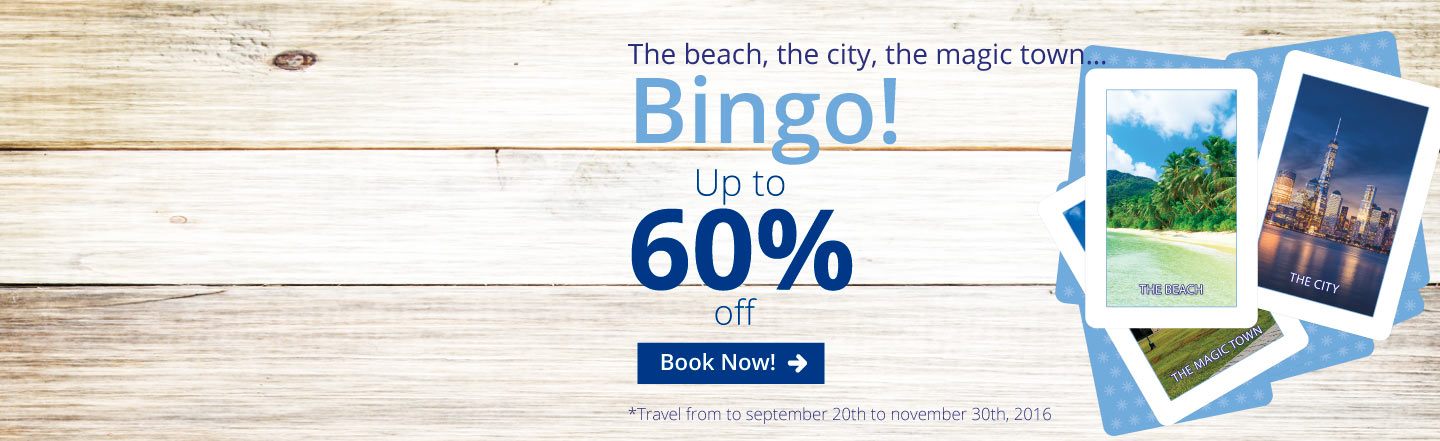 The beach, the city, the magic town...
Bingo!
Up to
60%
off
Book Now!
*Travel from to september 20th to november 30th, 2016
THE BEACH
THE CITY
THE MAGIC TOWN